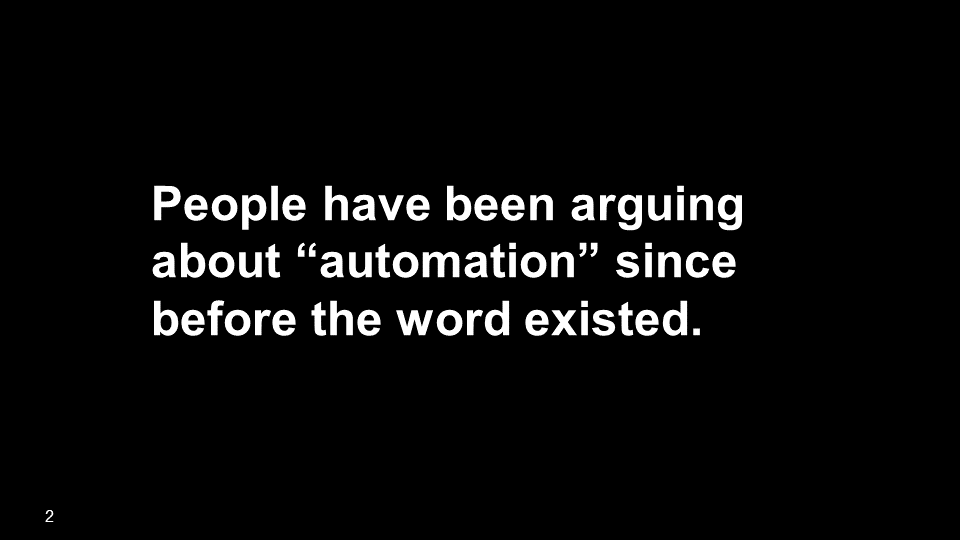 People have been arguing
about “automation” since
before the word existed.
2